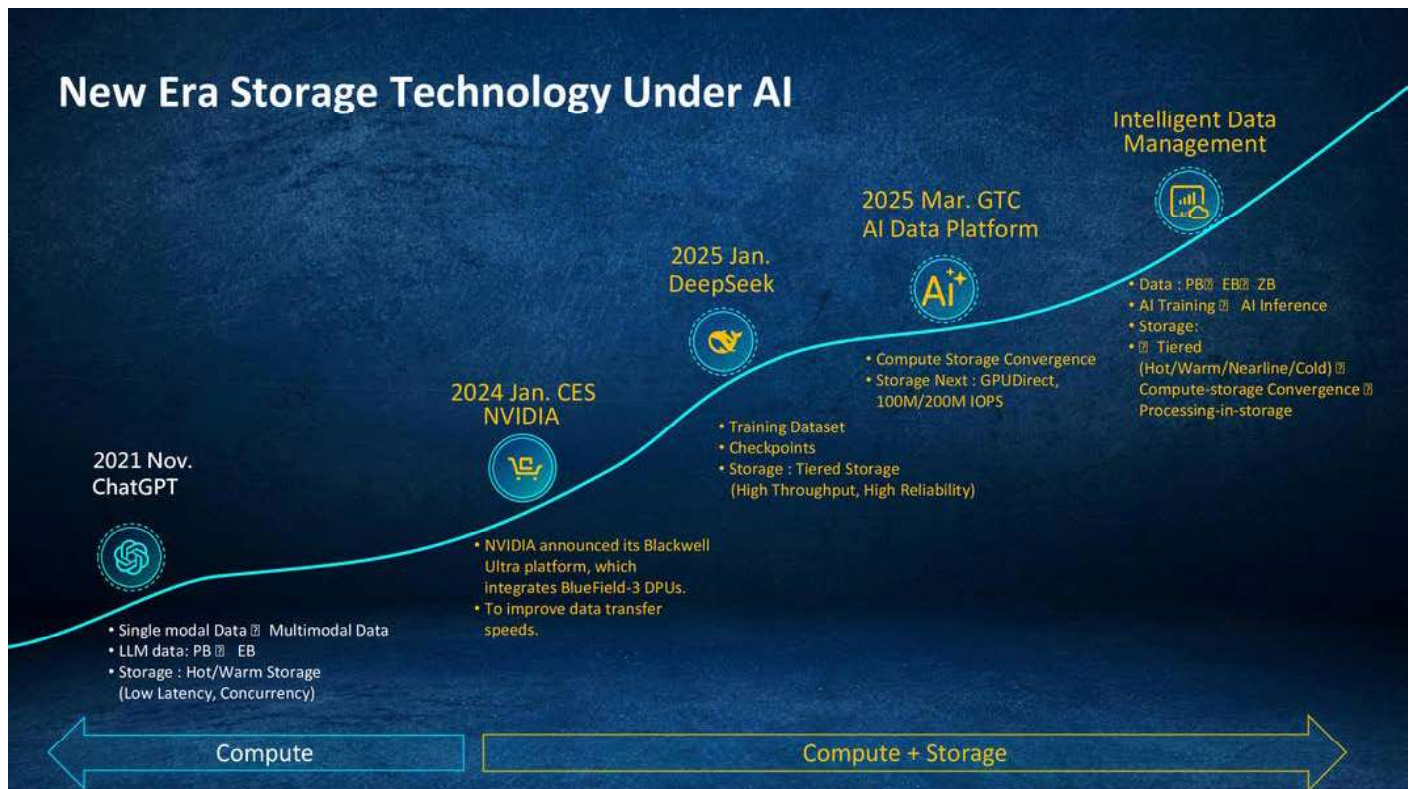 New Era Storage Technology Under AI
2021 Nov.
ChatGPT
• Single modal Data � Multimodal Data
• LLM data: PB � EB
• Storage : Hot/Warm Storage
(Low Latency, Concurrency)
2024 Jan. CES
NVIDIA
• NVIDIA announced its Blackwell
Ultra platform, which
integrates BlueField-3 DPUs.
• To improve data transfer
speeds.
2025 Jan.
DeepSeek
• Training Dataset
• Checkpoints
• Storage : Tiered Storage
(High Throughput, High Reliability)
2025 Mar. GTC
AI Data Platform
Ai
• Compute Storage Convergence
• Storage Next : GPUDirect,
100M/200M IOPS
Intelligent Data
Management
AI
• Data : PB� EB� ZB
• AI Training � AI Inference
• Storage:
• � Tiered
(Hot/Warm/Nearline/Cold) �
Compute-storage Convergence �
Processing-in-storage
Compute
Compute + Storage